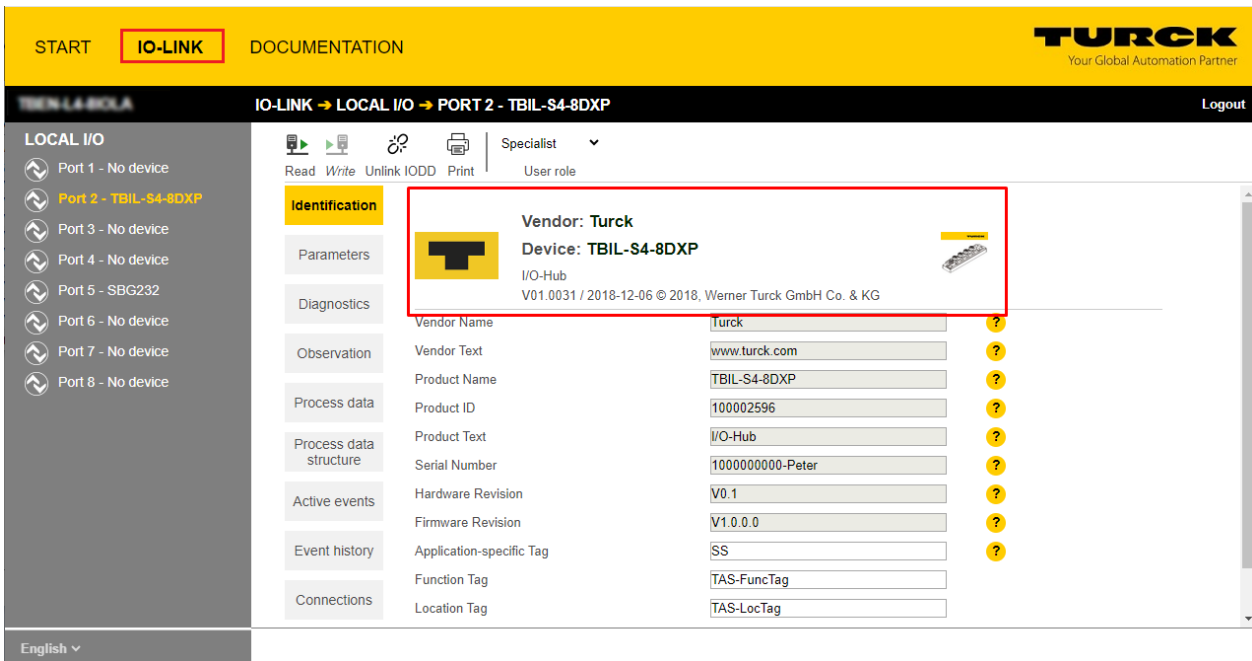 START IO-LINK DOCUMENTATION
TURCK
Your Global Automation Partner
IO-LINK ➔ LOCAL I/O ➔ PORT 2 - TBIL-S4-8DXP
Logout
LOCAL I/O
Port 1 - No device
Port 2 - TBIL-S4-8DXP
Port 3 - No device
Port 4 - No device
Port 5 - SBG232
Port 6 - No device
Port 7 - No device
Port 8 - No device
English
Read Write Unlink IODD Print
Specialist
User role
Identification
Parameters
Diagnostics
Observation
Process data
Process data
structure
Active events
Event history
Connections
Vendor: Turck
Device: TBIL-S4-8DXP
I/O-Hub
V01.0031 / 2018-12-06 © 2018, Werner Turck GmbH Co. & KG
Vendor Name Turck ?
Vendor Text www.turck.com ?
Product Name TBIL-S4-8DXP ?
Product ID 100002596 ?
Product Text I/O-Hub ?
Serial Number 1000000000-Peter ?
Hardware Revision V0.1 ?
Firmware Revision V1.0.0.0 ?
Application-specific Tag SS ?
Function Tag TAS-FuncTag
Location Tag TAS-LocTag